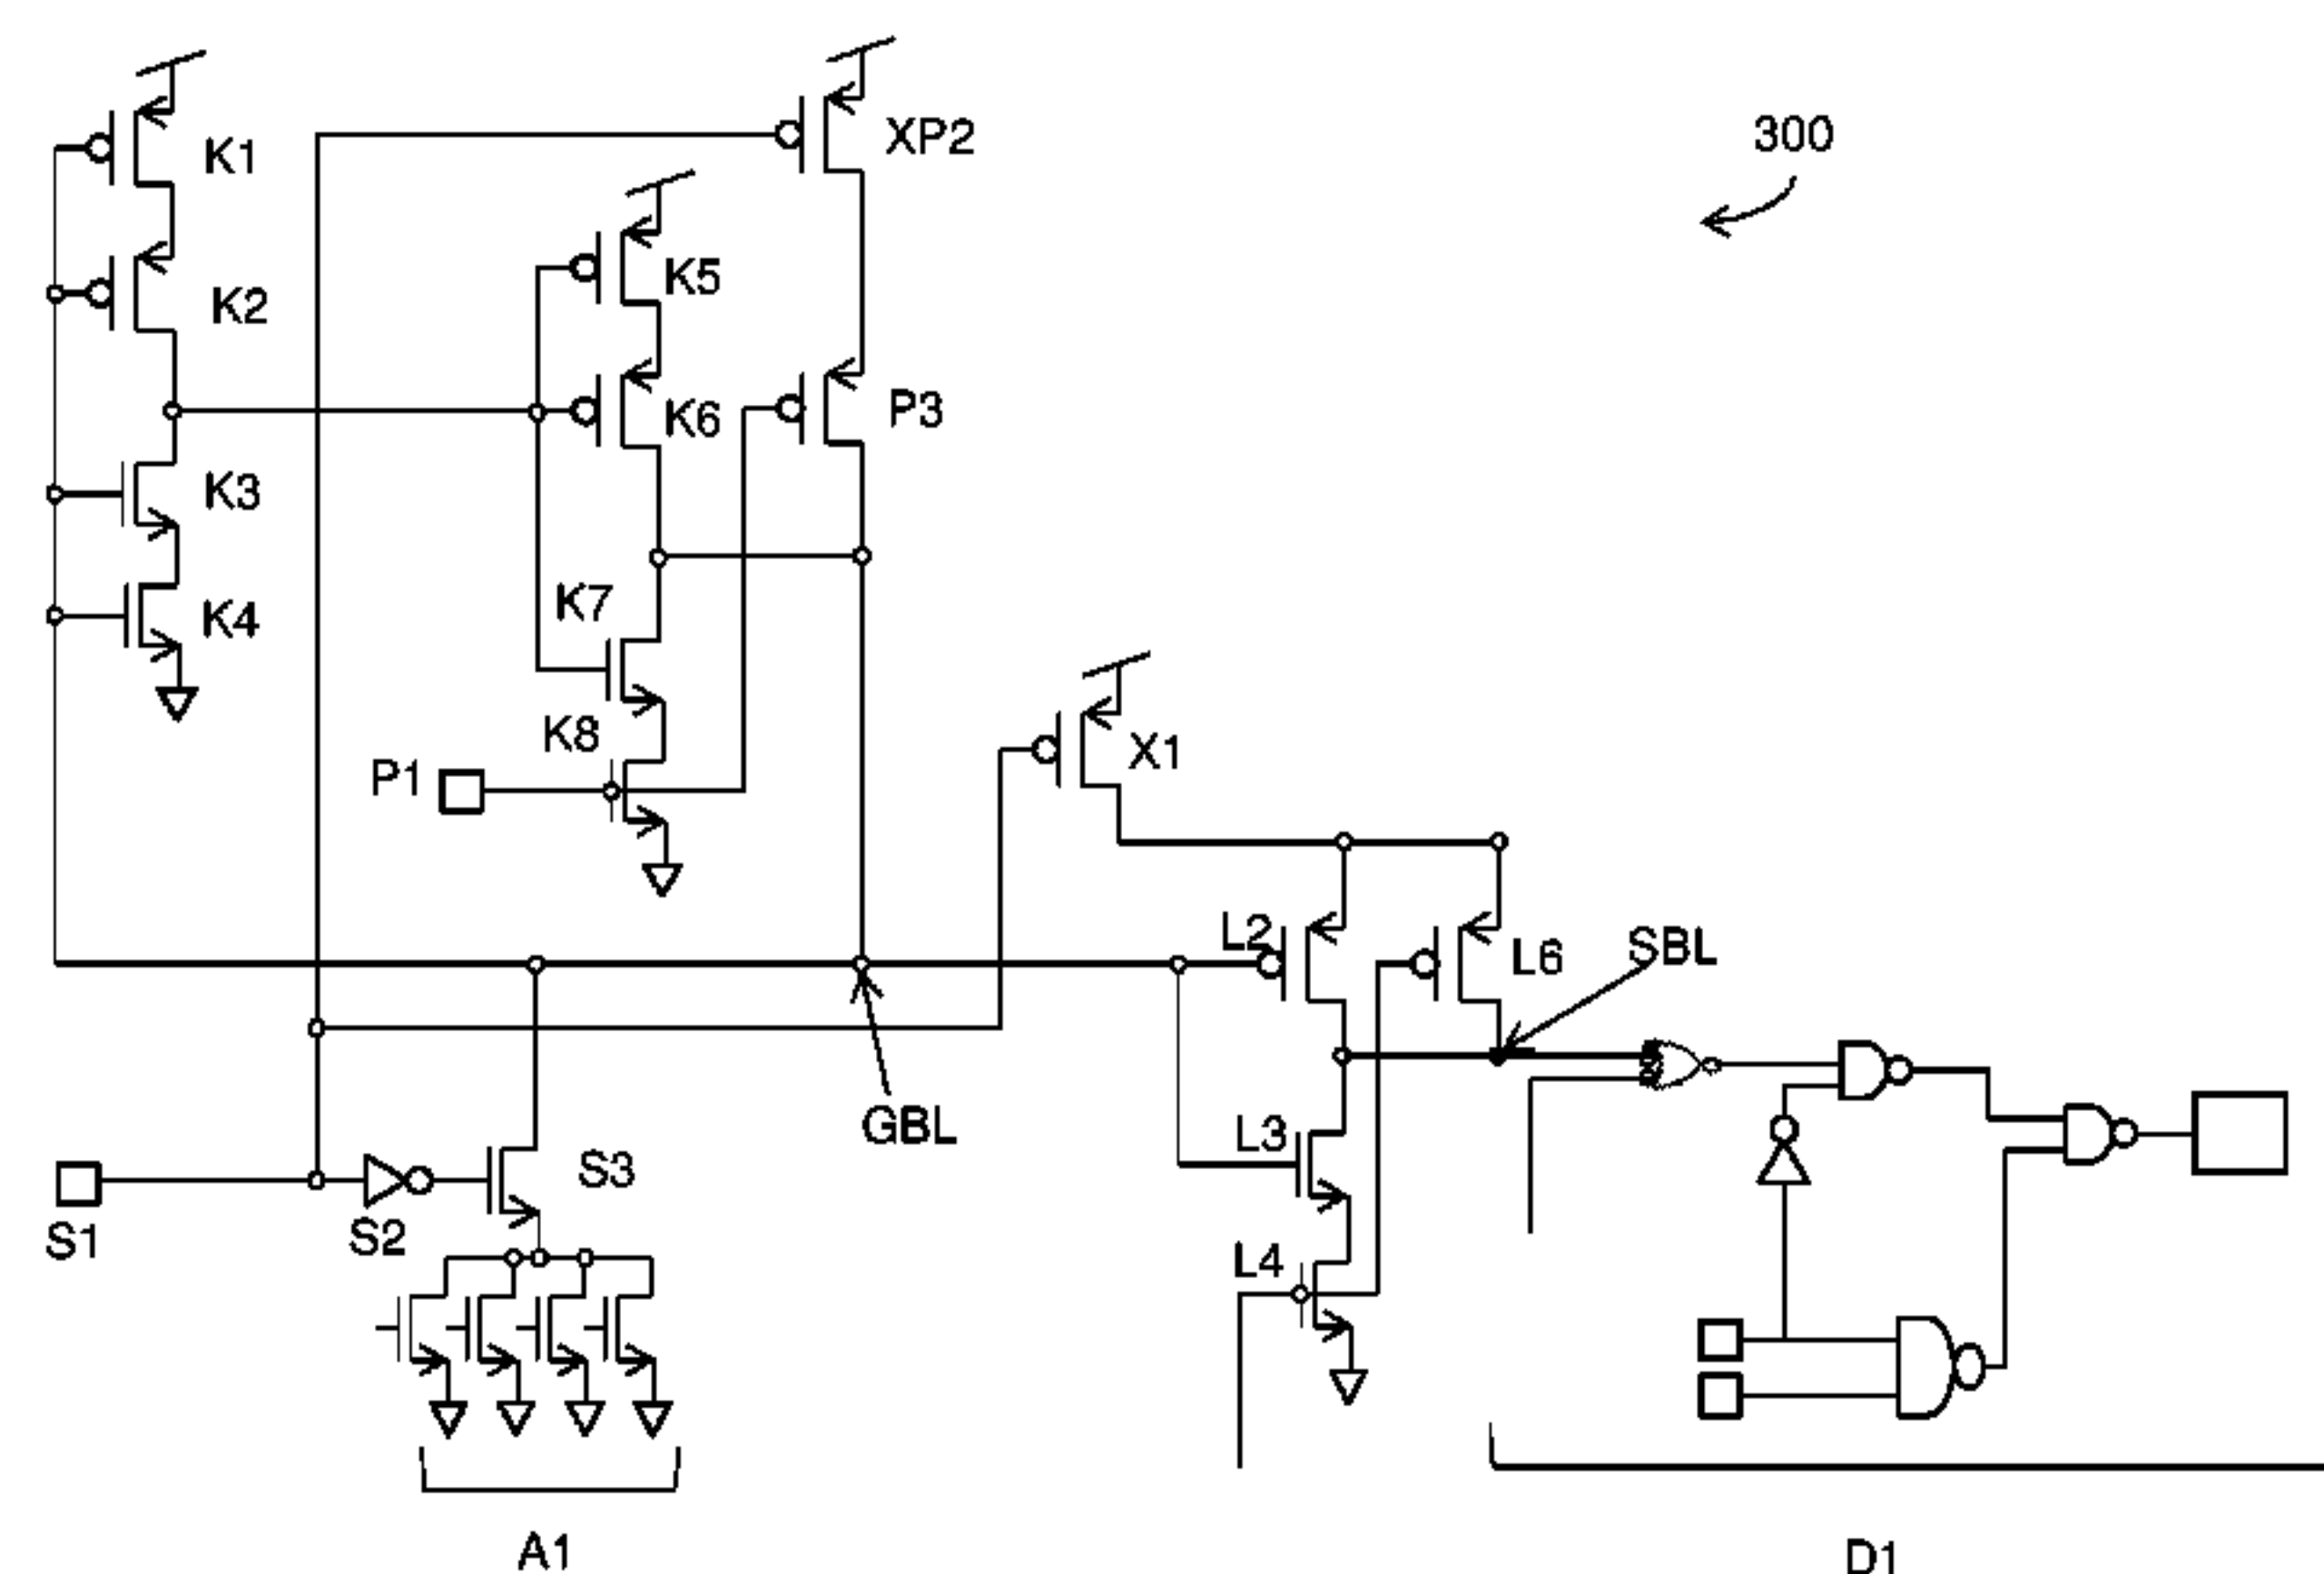 K1
XP2
300
K5
K2
K6
P3
K3
K7
K4
K8
X1
P1
L2
L6
SBL
GBL
L3
S3
S1
S2
L4
A1
D1